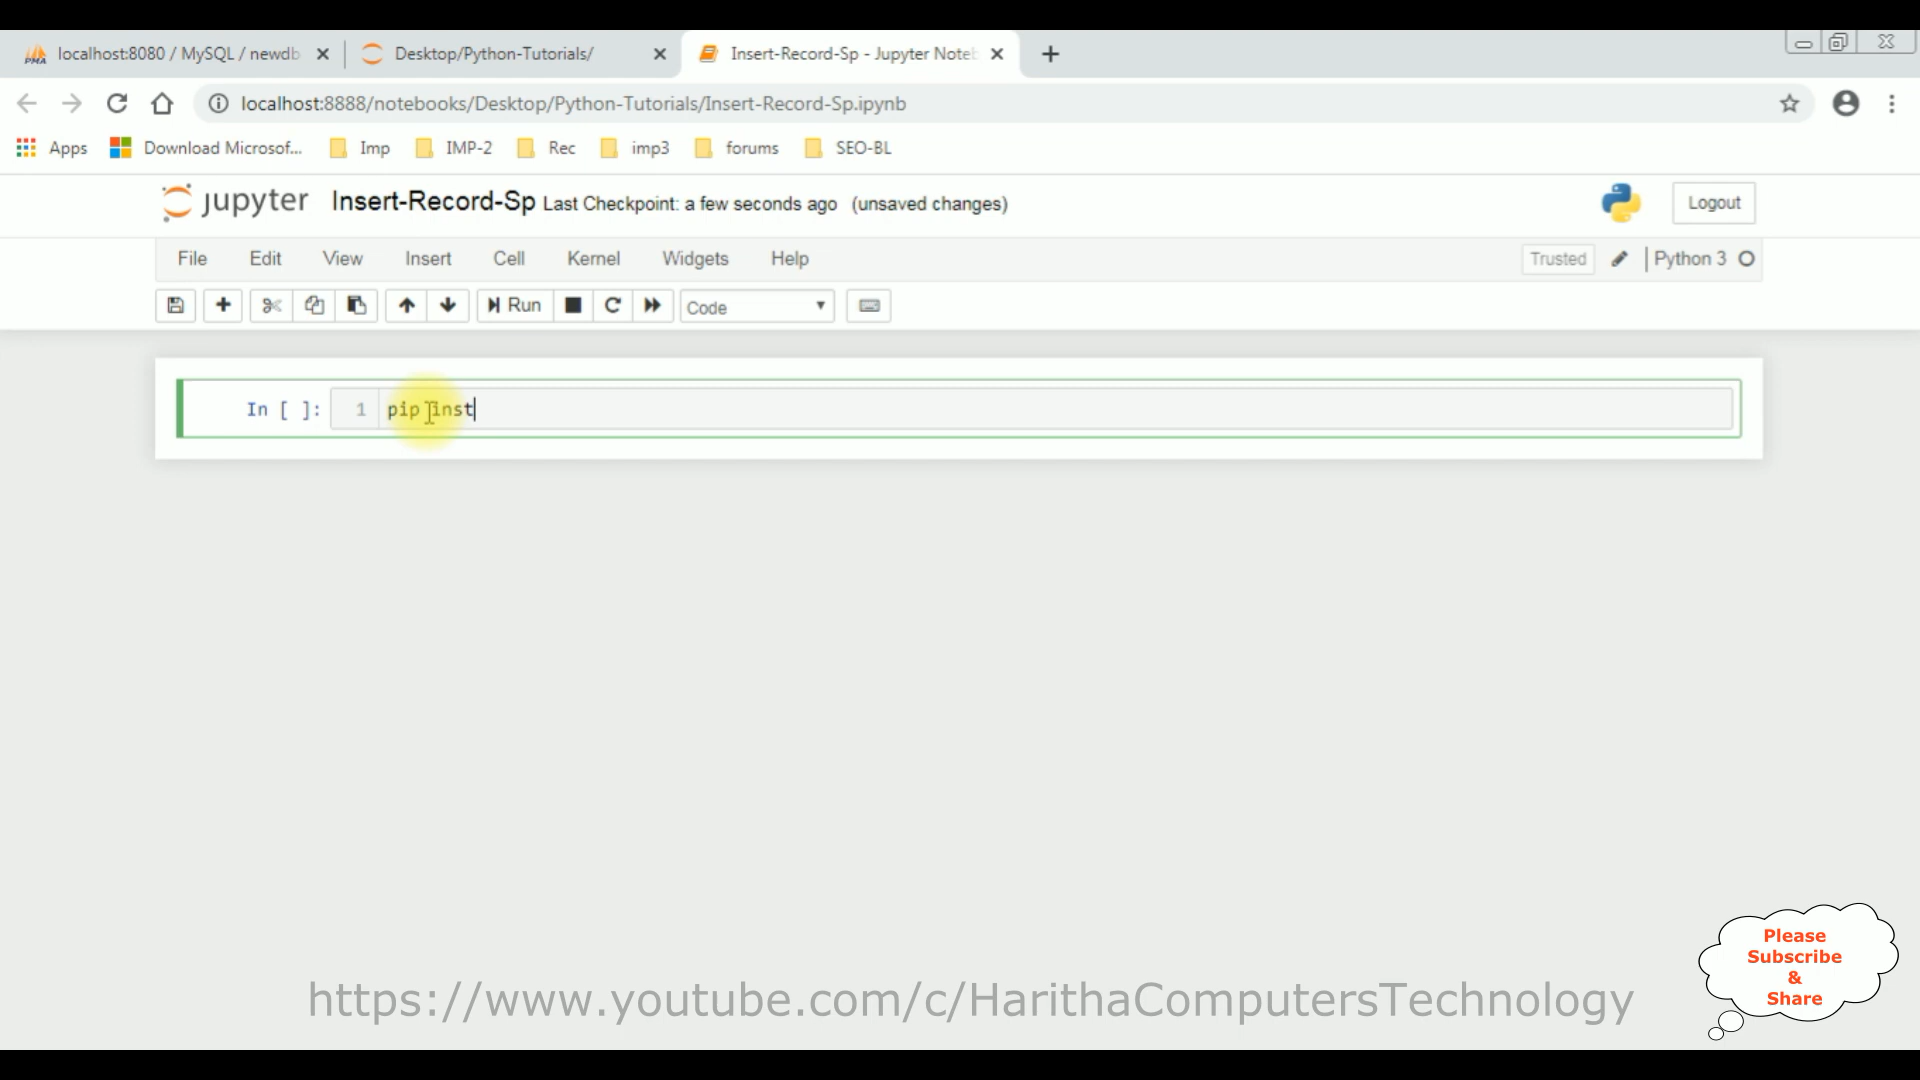 localhost:8080 / MySQL / newdb
Desktop/Python-Tutorials/
Insert-Record-Sp - Jupyter Noteb
localhost:8888/notebooks/Desktop/Python-Tutorials/Insert-Record-Sp.ipynb
Apps
Download Microsof...
Imp
IMP-2
Rec
imp3
forums
SEO-BL
jupyter Insert-Record-Sp Last Checkpoint: a few seconds ago (unsaved changes)
Logout
File Edit View Insert Cell Kernel Widgets Help
Trusted
Python 3
Run
Code
In [ ]: 1 pip inst
Please
Subscribe
&
Share
https://www.youtube.com/c/HarithaComputersTechnology